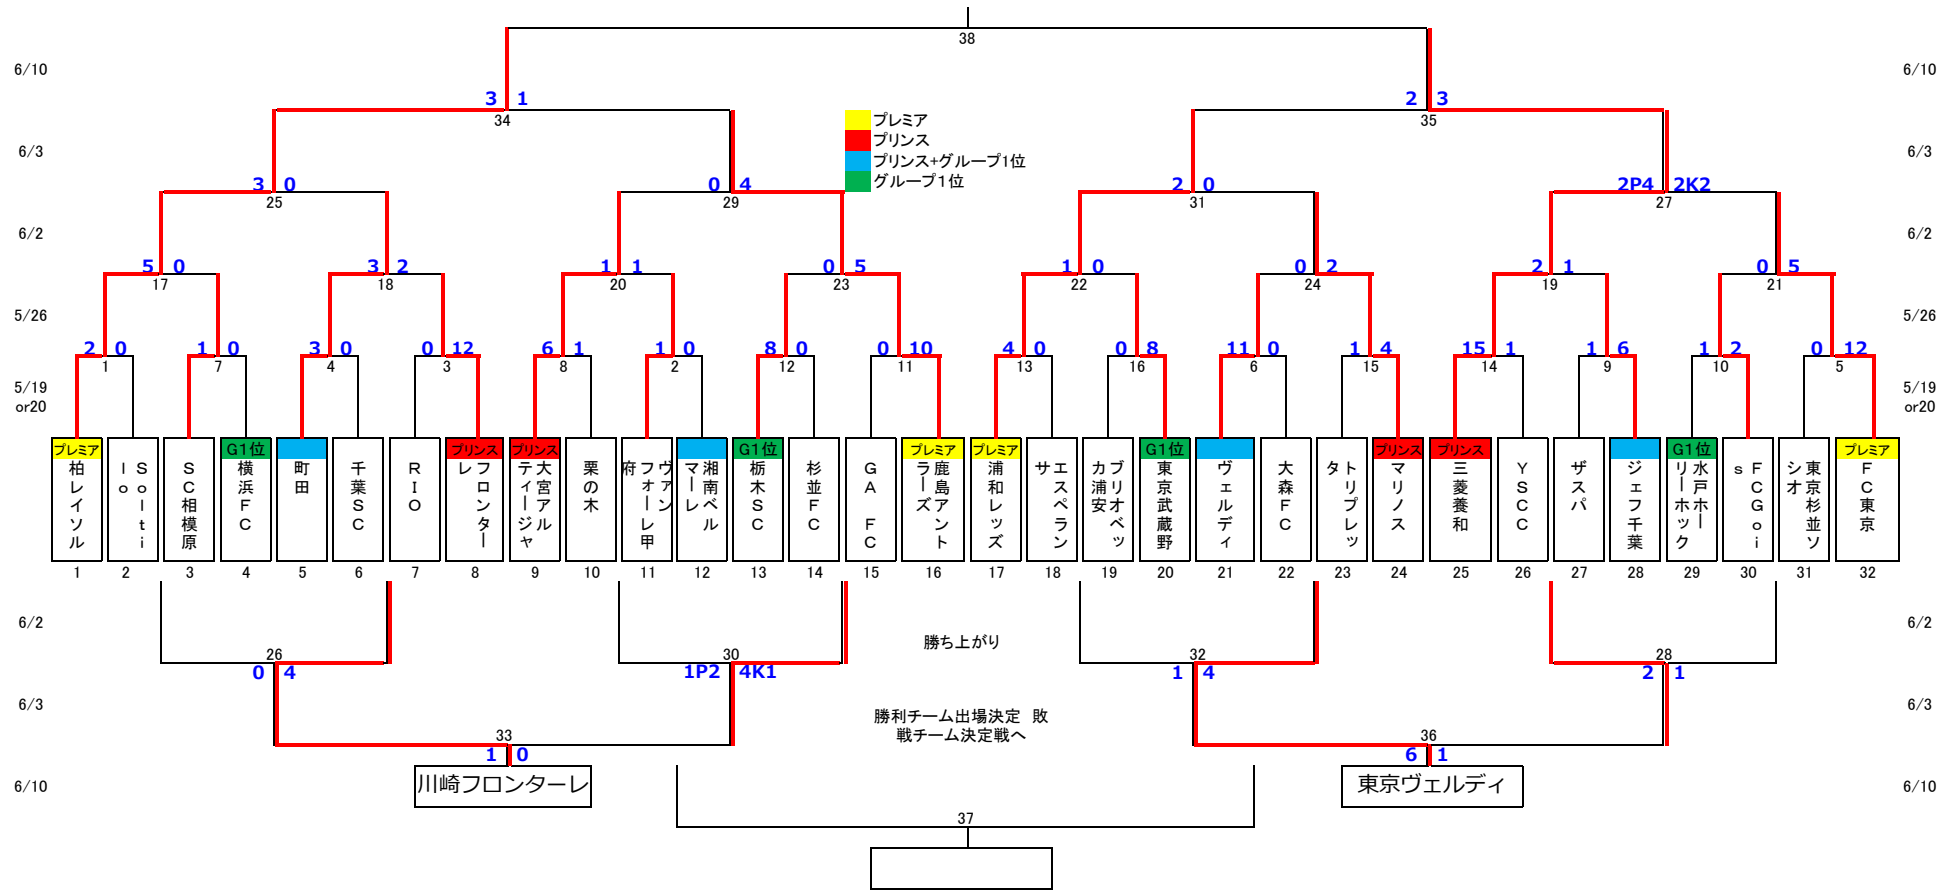 38
6/10
6/10
3 1
2 3
34
35
プレミア
プリンス
プリンス+グループ1位
グループ１位
6/3
6/3
3 0
0 4
2 0
2P4 2K2
25
29
31
27
6/2
6/2
5 0
3 2
1 1
0 5
1 0
0 2
2 1
0 5
17
18
20
23
22
24
19
21
5/26
5/26
2 0
1 0
3 0
0 12
6 1
1 0
8 0
0 10
4 0
0 8
11 0
1 4
15 1
1 6
1 2
0 12
1
7
4
3
8
2
12
11
13
16
6
15
14
9
10
5
5/19
or20
5/19
or20
プレミア
G1位
プリンス
プリンス
G1位
プレミア
プレミア
G1位
プリンス
プリンス
G1位
プレミア
柏レイソル
Ｓｏｌｔｉ
ｌｏ
ＳＣ相模原
横浜ＦＣ
町田
千葉ＳＣ
ＲＩＯ
フロンター
レ
大宮アル
ティージャ
栗の木
ヴァン
フォーレ甲
府
湘南ベル
マーレ
栃木ＳＣ
杉並ＦＣ
ＧＡ　ＦＣ
鹿島アント
ラーズ
浦和レッズ
エスペラン
サ
ブリオベッ
カ浦安
東京武蔵野
ヴェルディ
大森ＦＣ
トリプレッ
タ
マリノス
三菱養和
ＹＳＣＣ
ザスパ
ジェフ千葉
水戸ホー
リーホック
ＦＣＧｏｉ
ｓ
東京杉並ソ
シオ
ＦＣ東京
1 2 3 4 5 6 7 8 9 10 11 12 13 14 15 16 17 18 19 20 21 22 23 24 25 26 27 28 29 30 31 32
6/2
6/2
勝ち上がり
26
30
32
28
0 4
1P2 4K1
1 4
2 1
6/3
6/3
勝利チーム出場決定　敗
戦チーム決定戦へ
33
36
1 0
6 1
川崎フロンターレ
東京ヴェルディ
6/10
6/10
37